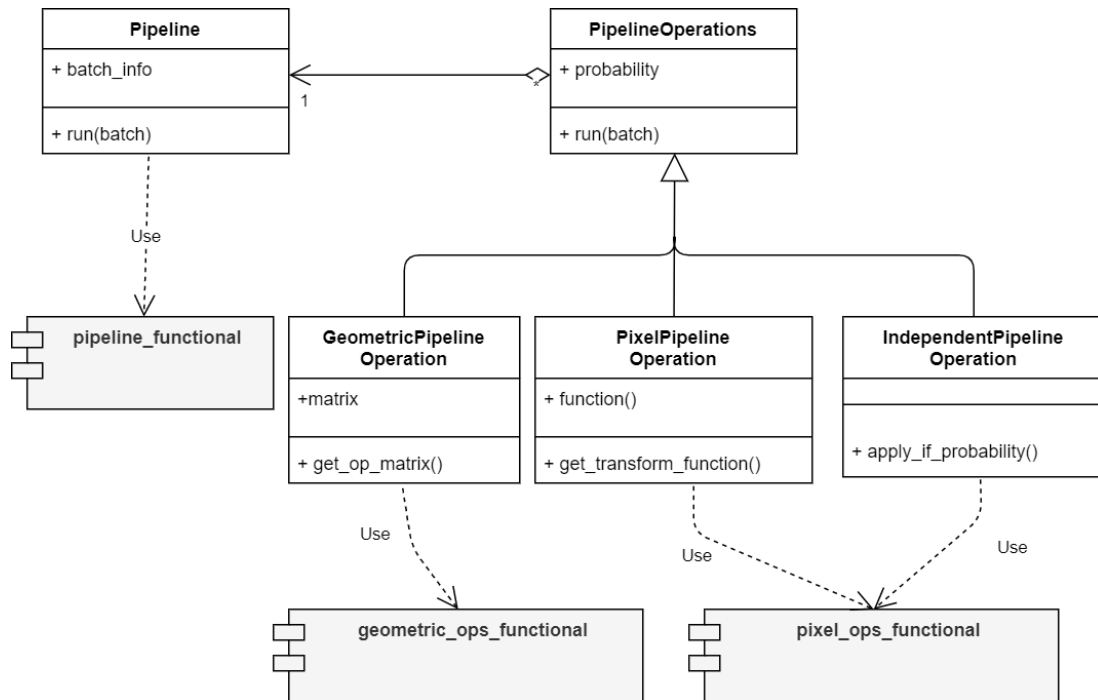 Pipeline
+ batch_info
+ run(batch)
PipelineOperations
+ probability
+ run(batch)
1
*
Use
pipeline_functional
GeometricPipeline
Operation
+matrix
+ get_op_matrix()
PixelPipeline
Operation
+ function()
+ get_transform_function()
IndependentPipeline
Operation
+ apply_if_probability()
Use
Use
Use
geometric_ops_functional
pixel_ops_functional